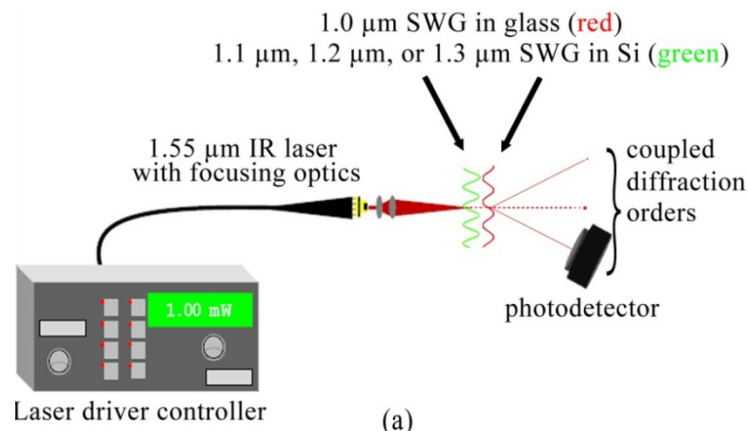 1.0 μm SWG in glass (red)
1.1 μm, 1.2 μm, or 1.3 μm SWG in Si (green)
1.55 μm IR laser
with focusing optics
coupled
diffraction
orders
photodetector
1.00 mW
Laser driver controller
(a)